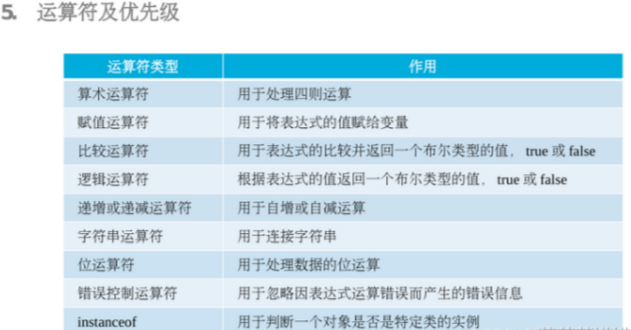 5. 运算符及优先级
运算符类型 作用
算术运算符 用于处理四则运算
赋值运算符 用于将表达式的值赋给变量
比较运算符 用于表达式的比较并返回一个布尔类型的值，true 或 false
逻辑运算符 根据表达式的值返回一个布尔类型的值，true 或 false
递增或递减运算符 用于自增或自减运算
字符串运算符 用于连接字符串
位运算符 用于处理数据的位运算
错误控制运算符 用于忽略因表达式运算错误而产生的错误信息
instanceof 用于判断一个对象是否是特定类的实例